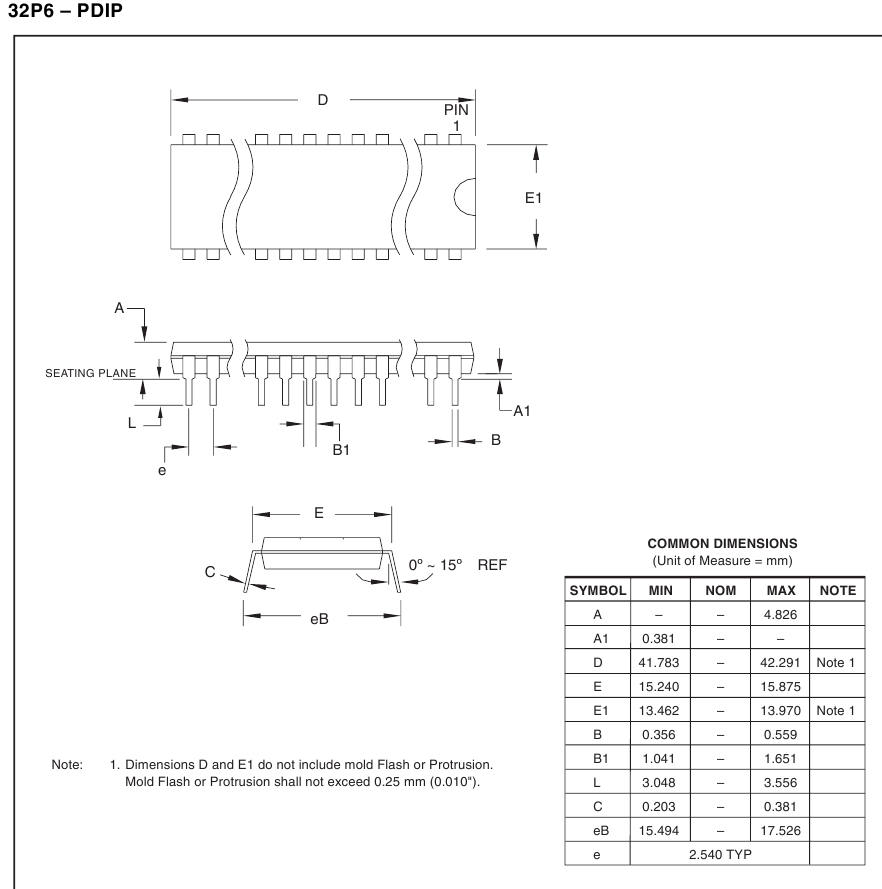 32P6 – PDIP
D
PIN
1
E1
A
SEATING PLANE
L
e
B1
A1
B
E
C
0º ~ 15º REF
eB
COMMON DIMENSIONS
(Unit of Measure = mm)
SYMBOL MIN NOM MAX NOTE
A – – 4.826
A1 0.381 – –
D 41.783 – 42.291 Note 1
E 15.240 – 15.875
E1 13.462 – 13.970 Note 1
B 0.356 – 0.559
B1 1.041 – 1.651
L 3.048 – 3.556
C 0.203 – 0.381
eB 15.494 – 17.526
e 2.540 TYP
Note: 1. Dimensions D and E1 do not include mold Flash or Protrusion.
Mold Flash or Protrusion shall not exceed 0.25 mm (0.010").